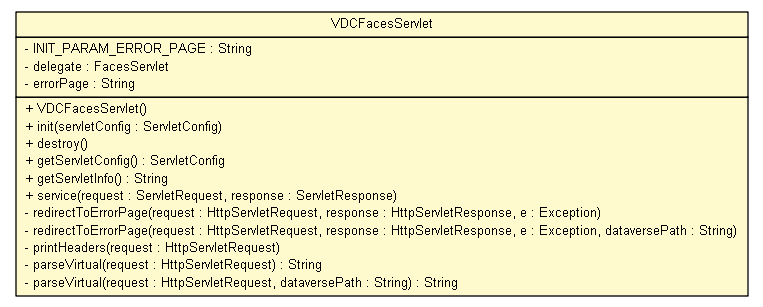 VDCFacesServlet
- INIT_PARAM_ERROR_PAGE : String
- delegate : FacesServlet
- errorPage : String
+ VDCFacesServlet()
+ init(servletConfig : ServletConfig)
+ destroy()
+ getServletConfig() : ServletConfig
+ getServletInfo() : String
+ service(request : ServletRequest, response : ServletResponse)
- redirectToErrorPage(request : HttpServletRequest, response : HttpServletResponse, e : Exception)
- redirectToErrorPage(request : HttpServletRequest, response : HttpServletResponse, e : Exception, dataversePath : String)
- printHeaders(request : HttpServletRequest)
- parseVirtual(request : HttpServletRequest) : String
- parseVirtual(request : HttpServletRequest, dataversePath : String) : String